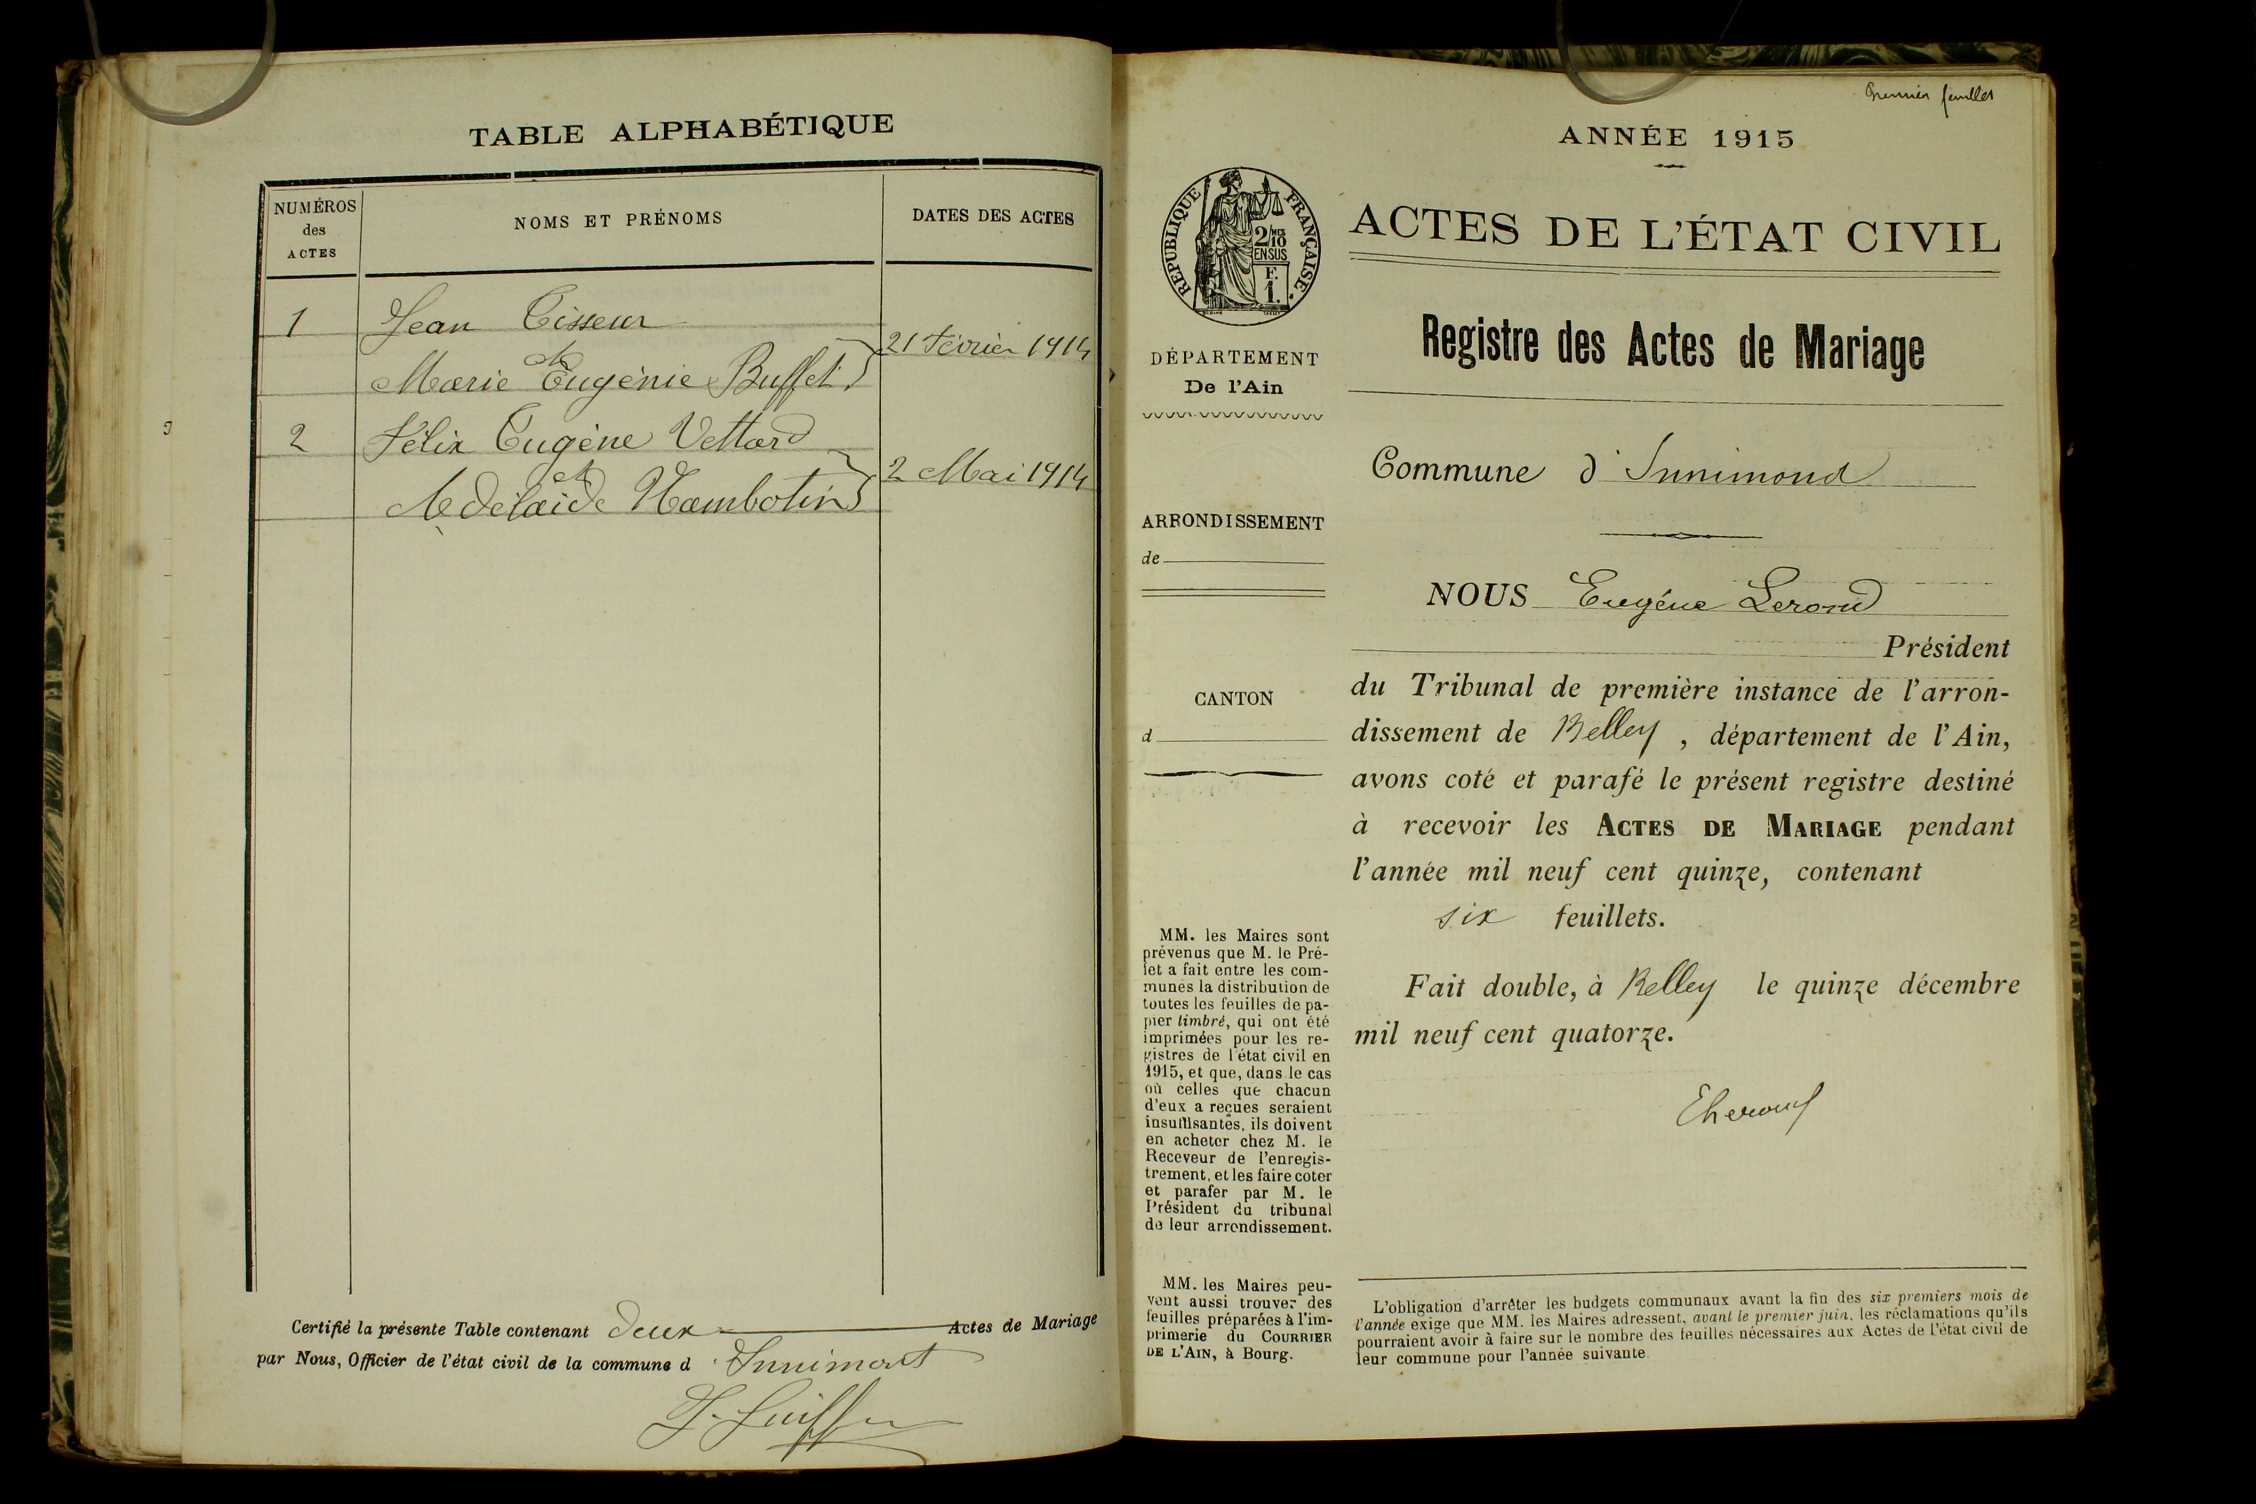 TABLE ALPHABÉTIQUE
NUMÉROS
des
ACTES
NOMS ET PRÉNOMS
DATES DES ACTES
1 Jean Tisseur
et
Marie Eugénie Buffet
21 Février 1914
2 Félix Eugène Vettard
et
Adélaïde
2 Mai 1914
Certifié la présente Table contenant deux Actes de Mariage
par Nous, Officier de l'état civil de la commune d'Innimont
Premier feuillet
ANNÉE 1915
RÉPUBLIQUE FRANÇAISE
2/10
MES
EN SUS
F.
1.
ACTES DE L'ÉTAT CIVIL
Registre des Actes de Mariage
DÉPARTEMENT
De l'Ain
Commune d'Innimond
ARRONDISSEMENT
de
NOUS Eugéne
Président
CANTON
d
du Tribunal de première instance de l'arron-
dissement de Belley, département de l'Ain,
avons coté et parafé le présent registre destiné
à recevoir les ACTES DE MARIAGE pendant
l'année mil neuf cent quinze, contenant
six feuillets.
Fait double, à Belley le quinze décembre
mil neuf cent quatorze.
MM. les Maires sont
prévenus que M. le Pré-
fet a fait entre les com-
munes la distribution de
toutes les feuilles de pa-
pier timbré, qui ont été
imprimées pour les re-
gistres de l'état civil en
1915, et que, dans le cas
où celles que chacun
d'eux a reçues seraient
insuffisantes, ils doivent
en acheter chez M. le
Receveur de l'enregis-
trement, et les faire coter
et parafer par M. le
Président du tribunal
de leur arrondissement.
MM. les Maires peu-
vent aussi trouver des
feuilles préparées à l'im-
primerie du COURRIER
DE L'AIN, à Bourg.
L'obligation d'arrêter les budgets communaux avant la fin des six premiers mois de
l'année exige que MM. les Maires adressent, avant le premier juin, les réclamations qu'ils
pourraient avoir à faire sur le nombre des feuilles nécessaires aux Actes de l'état civil de
leur commune pour l'année suivante.